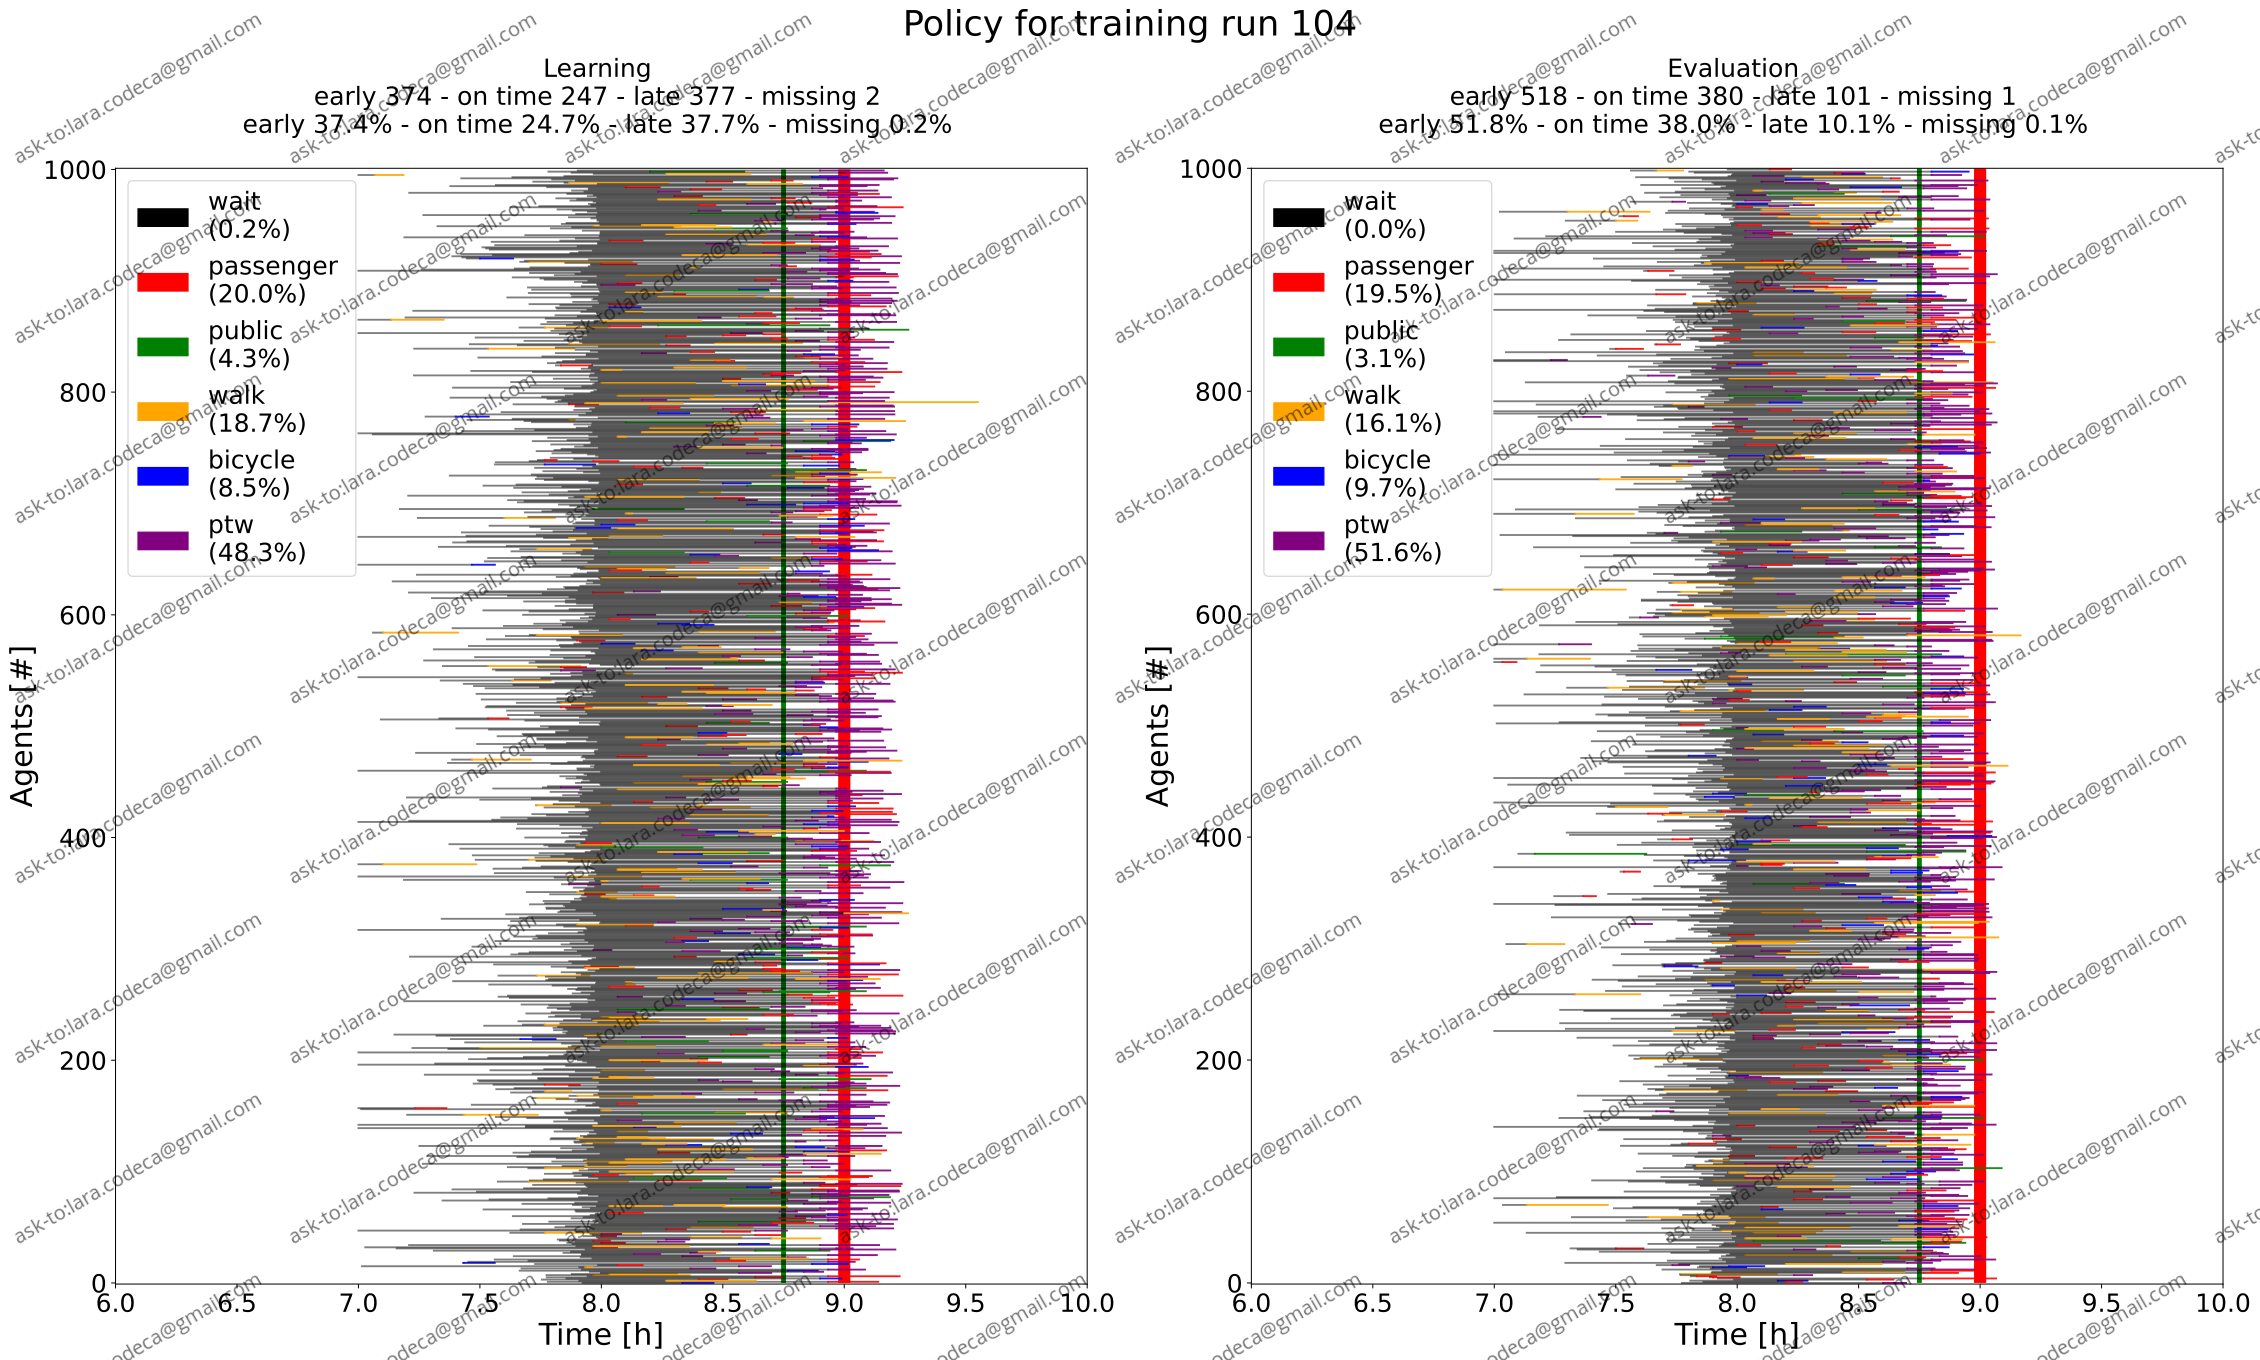 Policy for training run 104
Learning
early 374 - on time 247 - late 377 - missing 2
early 37.4% - on time 24.7% - late 37.7% - missing 0.2%
1000
800
600
400
200
0
Agents [#]
wait
(0.2%)
passenger
(20.0%)
public
(4.3%)
walk
(18.7%)
bicycle
(8.5%)
ptw
(48.3%)
6.0 6.5 7.0 7.5 8.0 8.5 9.0 9.5 10.0
Time [h]
Evaluation
early 518 - on time 380 - late 101 - missing 1
early 51.8% - on time 38.0% - late 10.1% - missing 0.1%
1000
800
600
400
200
0
Agents [#]
wait
(0.0%)
passenger
(19.5%)
public
(3.1%)
walk
(16.1%)
bicycle
(9.7%)
ptw
(51.6%)
6.0 6.5 7.0 7.5 8.0 8.5 9.0 9.5 10.0
Time [h]
ask-to:lara.codeca@gmail.com